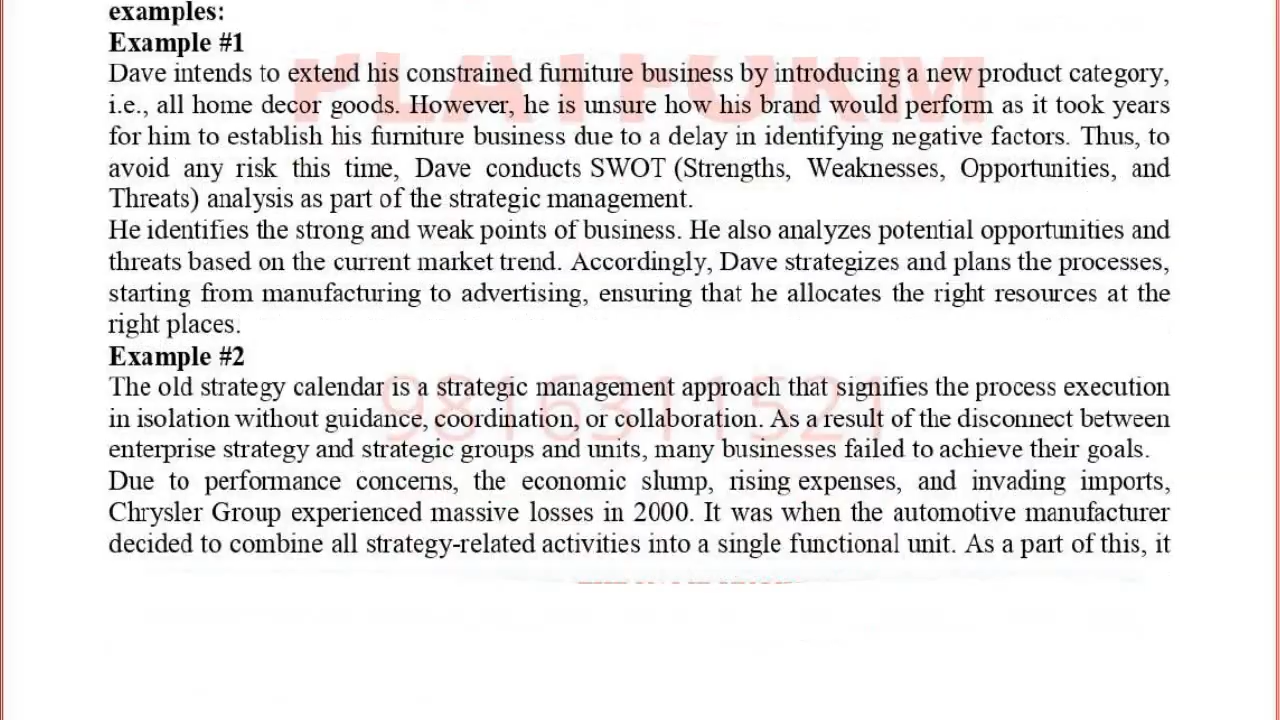 examples:
Example #1
PLATFORM
Dave intends to extend his constrained furniture business by introducing a new product category,
i.e., all home decor goods. However, he is unsure how his brand would perform as it took years
for him to establish his furniture business due to a delay in identifying negative factors. Thus, to
avoid any risk this time, Dave conducts SWOT (Strengths, Weaknesses, Opportunities, and
Threats) analysis as part of the strategic management.
He identifies the strong and weak points of business. He also analyzes potential opportunities and
threats based on the current market trend. Accordingly, Dave strategizes and plans the processes,
starting from manufacturing to advertising, ensuring that he allocates the right resources at the
right places.
Example #2
The old strategy calendar is a strategic management approach that signifies the process execution
9816311521
in isolation without guidance, coordination, or collaboration. As a result of the disconnect between
enterprise strategy and strategic groups and units, many businesses failed to achieve their goals.
Due to performance concerns, the economic slump, rising expenses, and invading imports,
Chrysler Group experienced massive losses in 2000. It was when the automotive manufacturer
decided to combine all strategy-related activities into a single functional unit. As a part of this, it